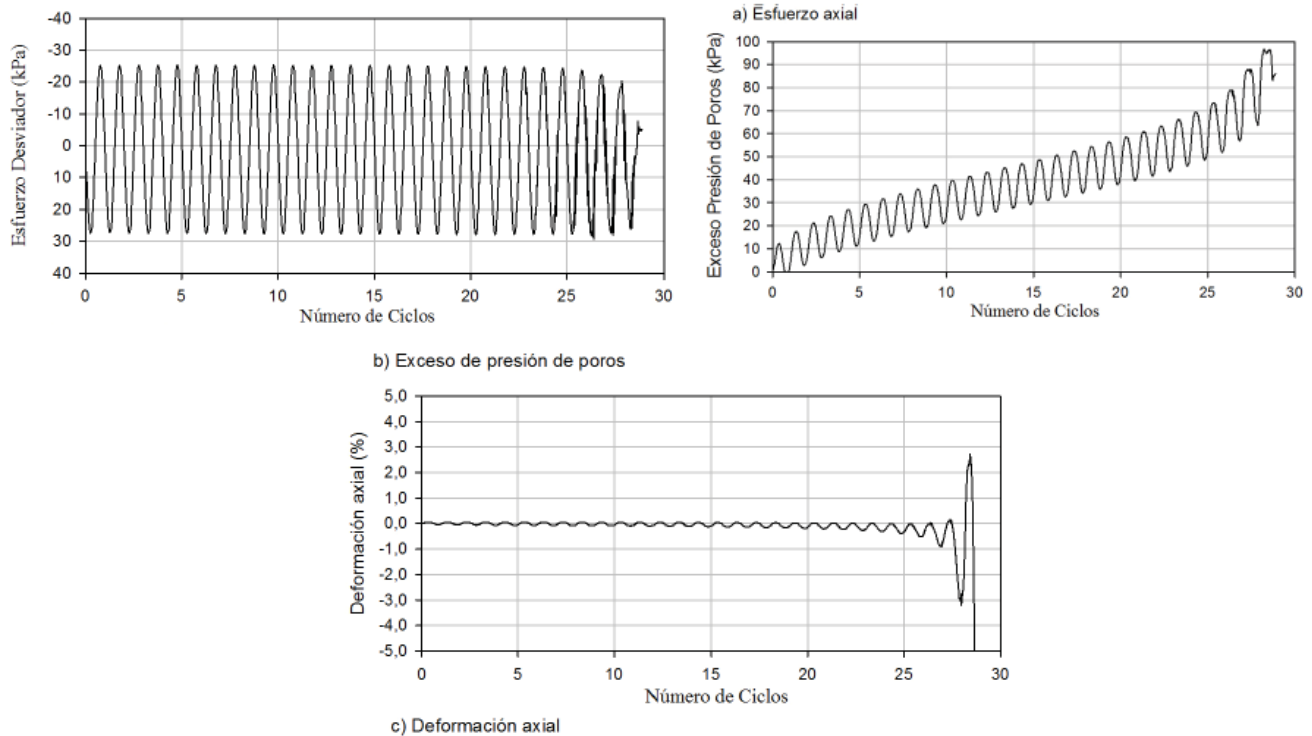 Esfuerzo Desviador (kPa)
-40
-30
-20
-10
0
10
20
30
40
0 5 10 15 20 25 30
Número de Ciclos
a) Esfuerzo axial
Exceso Presión de Poros (kPa)
100
90
80
70
60
50
40
30
20
10
0
0 5 10 15 20 25 30
Número de Ciclos
b) Exceso de presión de poros
Deformación axial (%)
5,0
4,0
3,0
2,0
1,0
0,0
-1,0
-2,0
-3,0
-4,0
-5,0
0 5 10 15 20 25 30
Número de Ciclos
c) Deformación axial